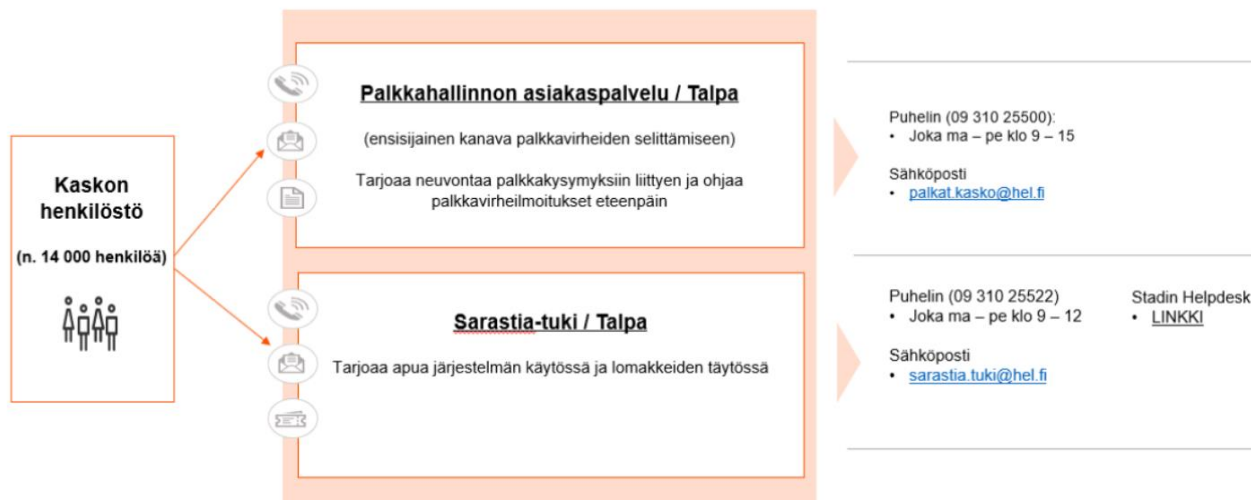 Kaskon
henkilöstö
(n. 14 000 henkilöä)
Palkkahallinnon asiakaspalvelu / Talpa
(ensisijainen kanava palkkavirheiden selittämiseen)
Tarjoaa neuvontaa palkkakysymyksiin liittyen ja ohjaa
palkkavirheilmoitukset eteenpäin
Puhelin (09 310 25500):
• Joka ma – pe klo 9 – 15
Sähköposti
• palkat.kasko@hel.fi
Sarastia-tuki / Talpa
Tarjoaa apua järjestelmän käytössä ja lomakkeiden täytössä
Puhelin (09 310 25522)
• Joka ma – pe klo 9 – 12
Sähköposti
• sarastia.tuki@hel.fi
Stadin Helpdesk
• LINKKI